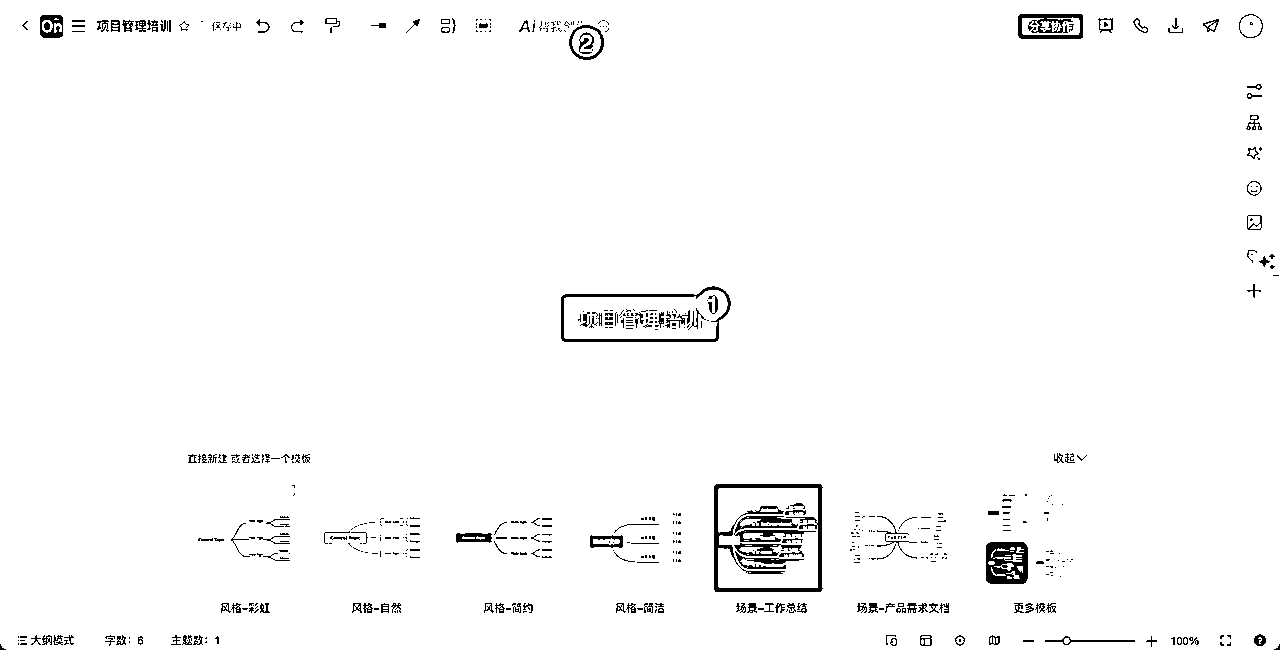 On 项目管理培训 保存中 Ai 帮我创作 分享协作
②
①
项目管理培训
直接新建 或者选择一个模板 收起
风格-彩虹 风格-自然 风格-简约 风格-简洁 场景-工作总结 场景-产品需求文档 更多模板
大纲模式 字数：6 主题数：1 100%